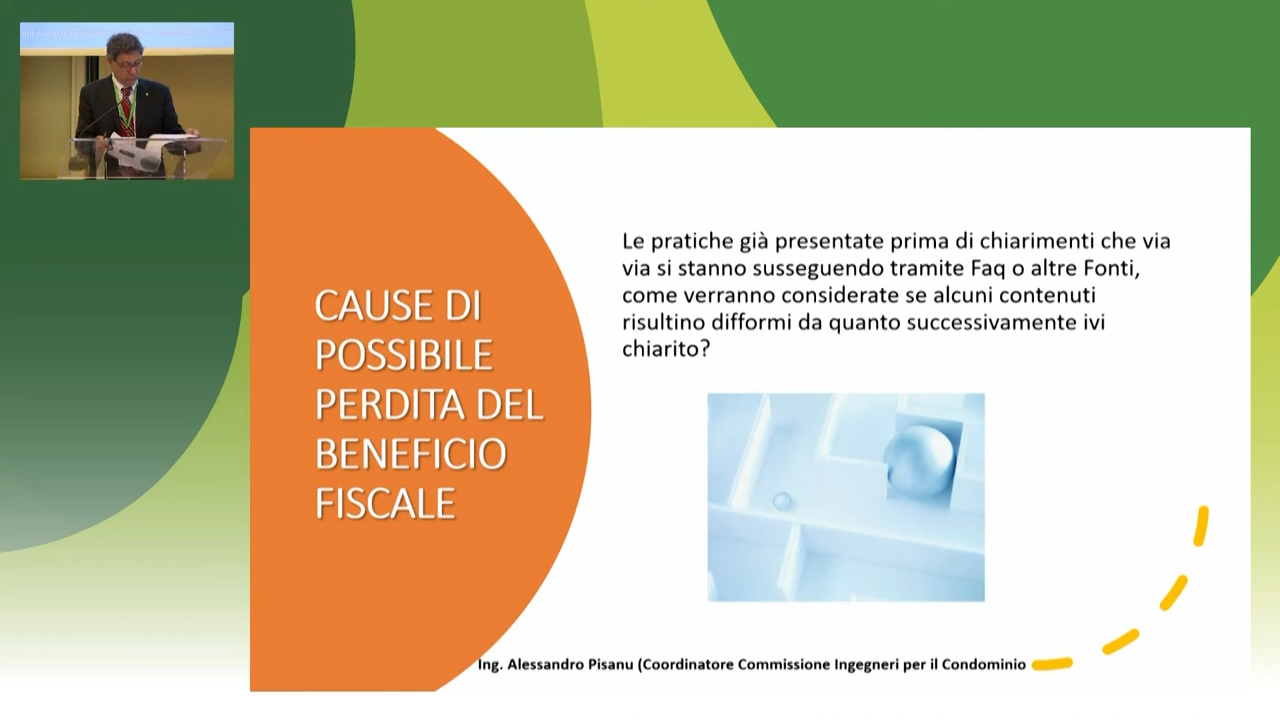 CAUSE DI
POSSIBILE
PERDITA DEL
BENEFICIO
FISCALE
Le pratiche già presentate prima di chiarimenti che via
via si stanno susseguendo tramite Faq o altre Fonti,
come verranno considerate se alcuni contenuti
risultino difformi da quanto successivamente ivi
chiarito?
Ing. Alessandro Pisanu (Coordinatore Commissione Ingegneri per il Condominio